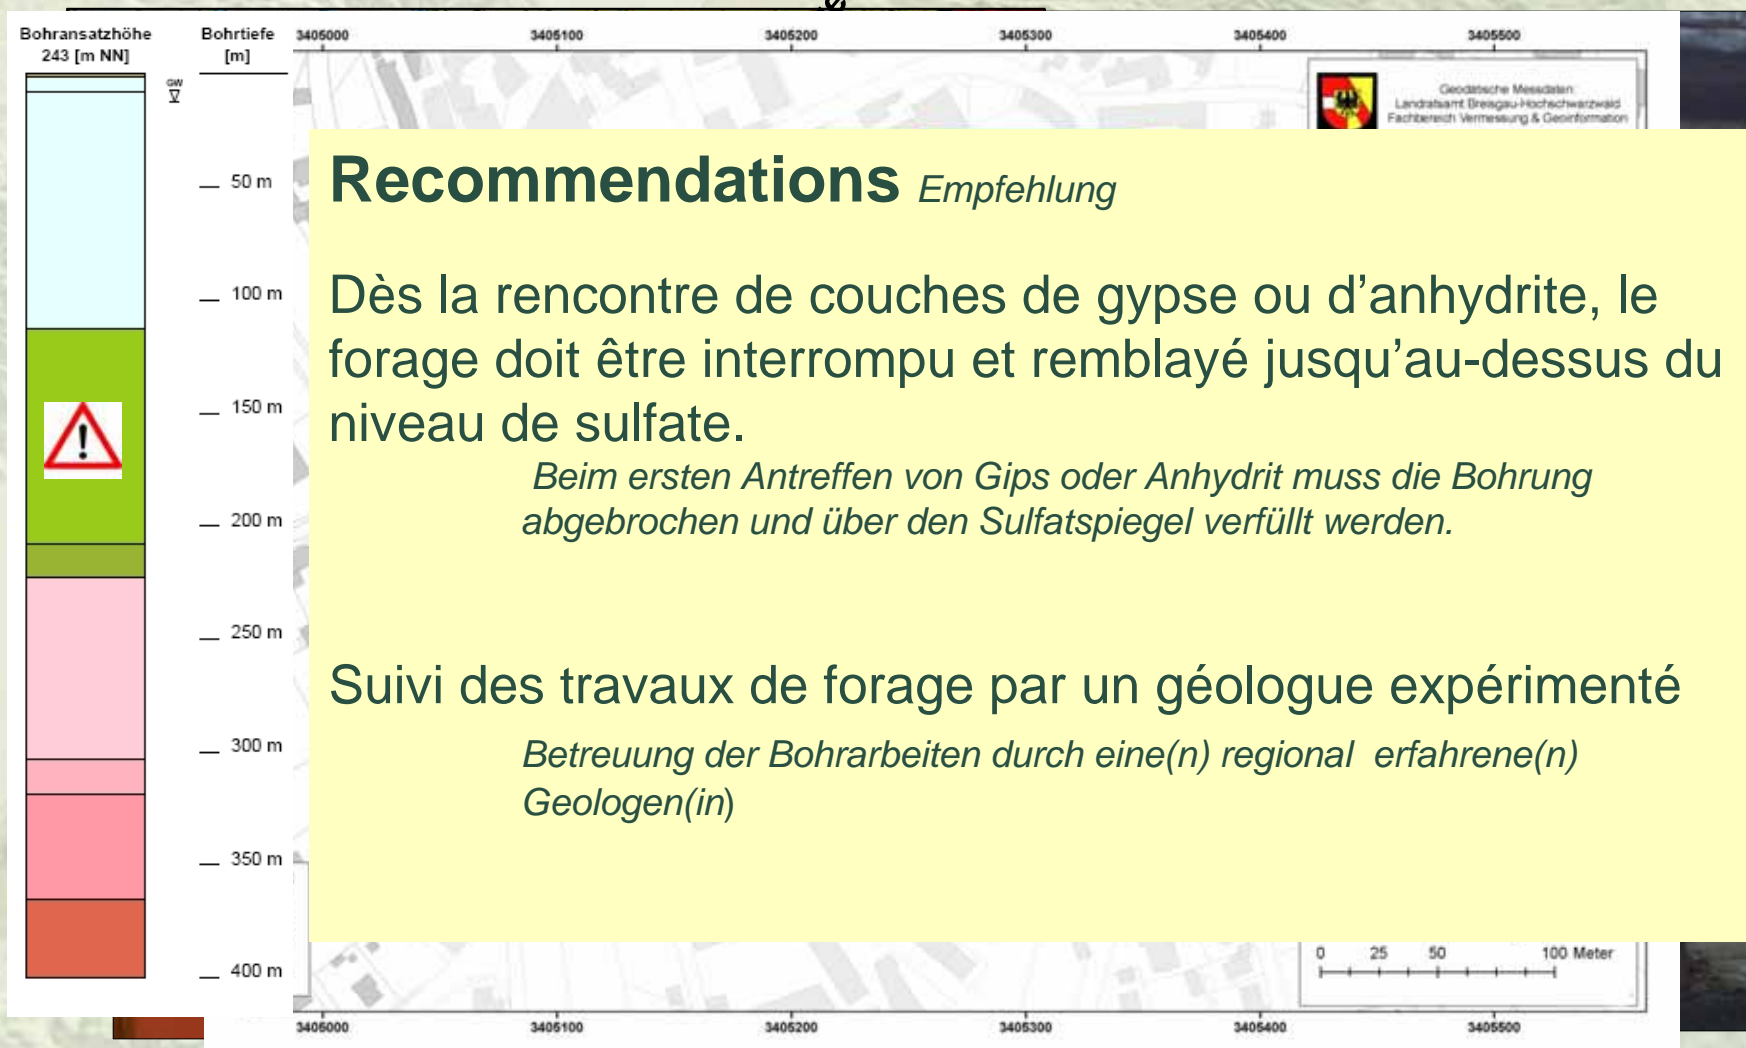 Bohransatzhöhe
243 [m NN]
Bohrtiefe
[m]
GW
50 m
100 m
150 m
200 m
250 m
300 m
350 m
400 m
3405000 3405100 3405200 3405300 3405400 3405500
Geodätische Messdaten:
Landratsamt Breisgau-Hochschwarzwald
Fachbereich Vermessung & Geoinformation
Recommendations Empfehlung
Dès la rencontre de couches de gypse ou d’anhydrite, le
forage doit être interrompu et remblayé jusqu’au-dessus du
niveau de sulfate.
Beim ersten Antreffen von Gips oder Anhydrit muss die Bohrung
abgebrochen und über den Sulfatspiegel verfüllt werden.
Suivi des travaux de forage par un géologue expérimenté
Betreuung der Bohrarbeiten durch eine(n) regional erfahrene(n)
Geologen(in)
0 25 50 100 Meter
3405000 3405100 3405200 3405300 3405400 3405500